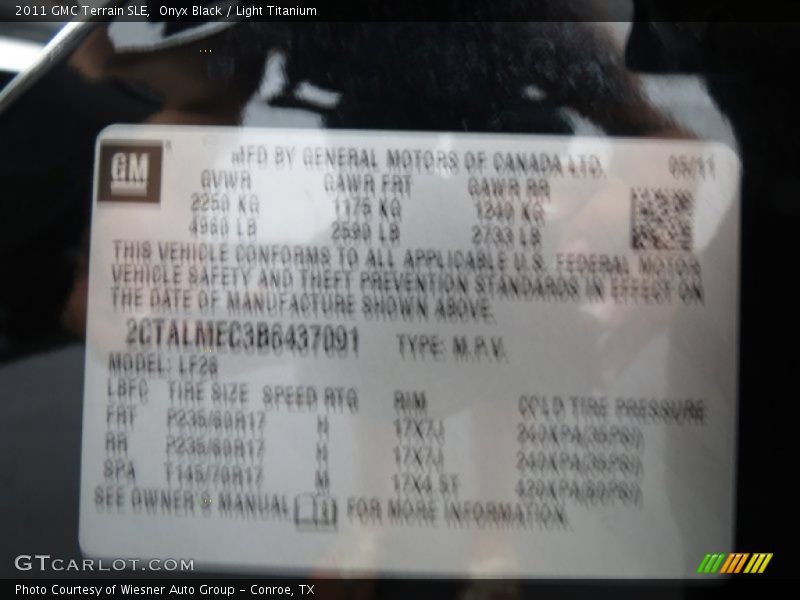 2011 GMC Terrain SLE, Onyx Black / Light Titanium
GM
MFD BY GENERAL MOTORS OF CANADA LTD. 05/11
GVWR GAWR FRT GAWR RR
2250 KG 1175 KG 1240 KG
4960 LB 2590 LB 2733 LB
THIS VEHICLE CONFORMS TO ALL APPLICABLE U.S. FEDERAL MOTOR
VEHICLE SAFETY AND THEFT PREVENTION STANDARDS IN EFFECT ON
THE DATE OF MANUFACTURE SHOWN ABOVE.
2CTALMEC3B6437091 TYPE: M.P.V.
MODEL: LF26
TIRE SIZE SPEED RTG RIM COLD TIRE PRESSURE
FRT P235/60R17 H 17X7J 240KPA(35PSI)
RR P235/60R17 H 17X7J 240KPA(35PSI)
SPA T145/70R17 M 17X4 ST 420KPA(60PSI)
SEE OWNER'S MANUAL FOR MORE INFORMATION.
GTCARLOT.COM
Photo Courtesy of Wiesner Auto Group - Conroe, TX